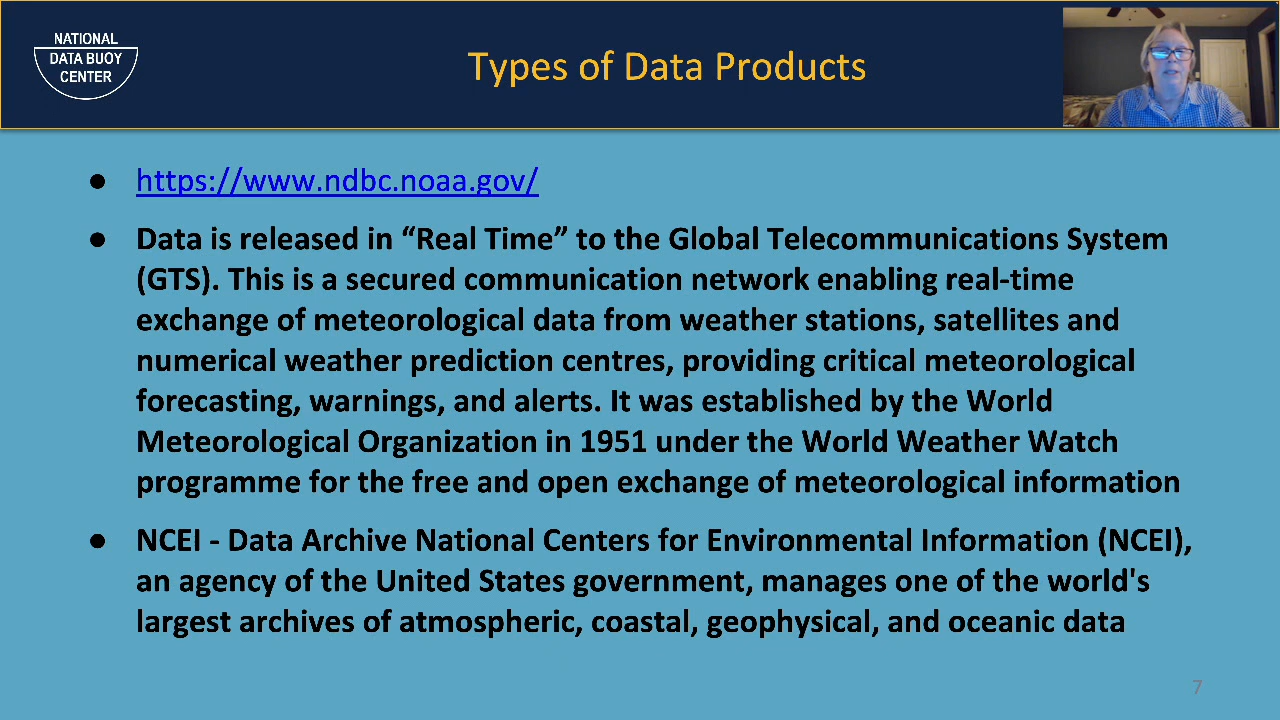 NATIONAL
DATA BUOY
CENTER
Types of Data Products
● https://www.ndbc.noaa.gov/
● Data is released in “Real Time” to the Global Telecommunications System
(GTS). This is a secured communication network enabling real-time
exchange of meteorological data from weather stations, satellites and
numerical weather prediction centres, providing critical meteorological
forecasting, warnings, and alerts. It was established by the World
Meteorological Organization in 1951 under the World Weather Watch
programme for the free and open exchange of meteorological information
● NCEI - Data Archive National Centers for Environmental Information (NCEI),
an agency of the United States government, manages one of the world's
largest archives of atmospheric, coastal, geophysical, and oceanic data
7